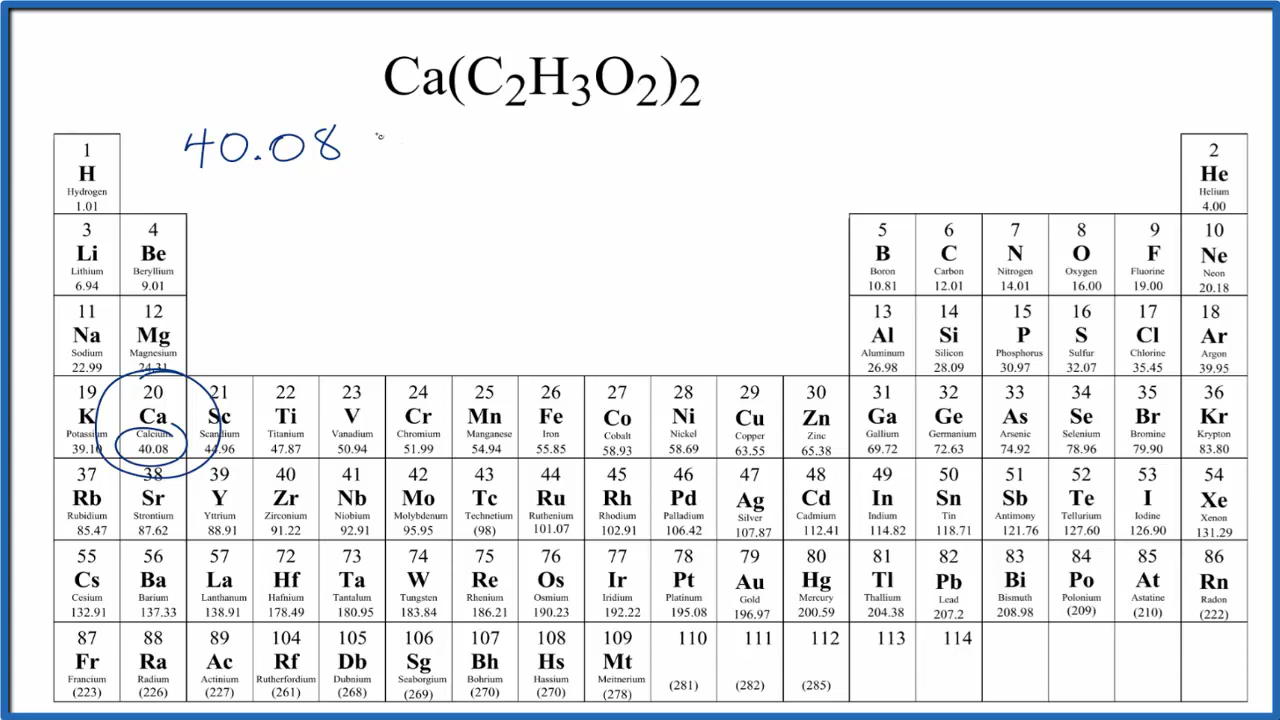 Ca(C₂H₃O₂)₂
40.08
1 2
H He
Hydrogen Helium
1.01 4.00
3 4 5 6 7 8 9 10
Li Be B C N O F Ne
Lithium Beryllium Boron Carbon Nitrogen Oxygen Fluorine Neon
6.94 9.01 10.81 12.01 14.01 16.00 19.00 20.18
11 12 13 14 15 16 17 18
Na Mg Al Si P S Cl Ar
Sodium Magnesium Aluminum Silicon Phosphorus Sulfur Chlorine Argon
22.99 24.31 26.98 28.09 30.97 32.07 35.45 39.95
19 20 21 22 23 24 25 26 27 28 29 30 31 32 33 34 35 36
K Ca Sc Ti V Cr Mn Fe Co Ni Cu Zn Ga Ge As Se Br Kr
Potassium Calcium Scandium Titanium Vanadium Chromium Manganese Iron Cobalt Nickel Copper Zinc Gallium Germanium Arsenic Selenium Bromine Krypton
39.10 40.08 44.96 47.87 50.94 51.99 54.94 55.85 58.93 58.69 63.55 65.38 69.72 72.63 74.92 78.96 79.90 83.80
37 38 39 40 41 42 43 44 45 46 47 48 49 50 51 52 53 54
Rb Sr Y Zr Nb Mo Tc Ru Rh Pd Ag Cd In Sn Sb Te I Xe
Rubidium Strontium Yttrium Zirconium Niobium Molybdenum Technetium Ruthenium Rhodium Palladium Silver Cadmium Indium Tin Antimony Tellurium Iodine Xenon
85.47 87.62 88.91 91.22 92.91 95.95 (98) 101.07 102.91 106.42 107.87 112.41 114.82 118.71 121.76 127.60 126.90 131.29
55 56 57 72 73 74 75 76 77 78 79 80 81 82 83 84 85 86
Cs Ba La Hf Ta W Re Os Ir Pt Au Hg Tl Pb Bi Po At Rn
Cesium Barium Lanthanum Hafnium Tantalum Tungsten Rhenium Osmium Iridium Platinum Gold Mercury Thallium Lead Bismuth Polonium Astatine Radon
132.91 137.33 138.91 178.49 180.95 183.84 186.21 190.23 192.22 195.08 196.97 200.59 204.38 207.2 208.98 (209) (210) (222)
87 88 89 104 105 106 107 108 109 110 111 112 113 114
Fr Ra Ac Rf Db Sg Bh Hs Mt
Francium Radium Actinium Rutherfordium Dubnium Seaborgium Bohrium Hassium Meitnerium
(223) (226) (227) (261) (268) (269) (270) (270) (278) (281) (282) (285)